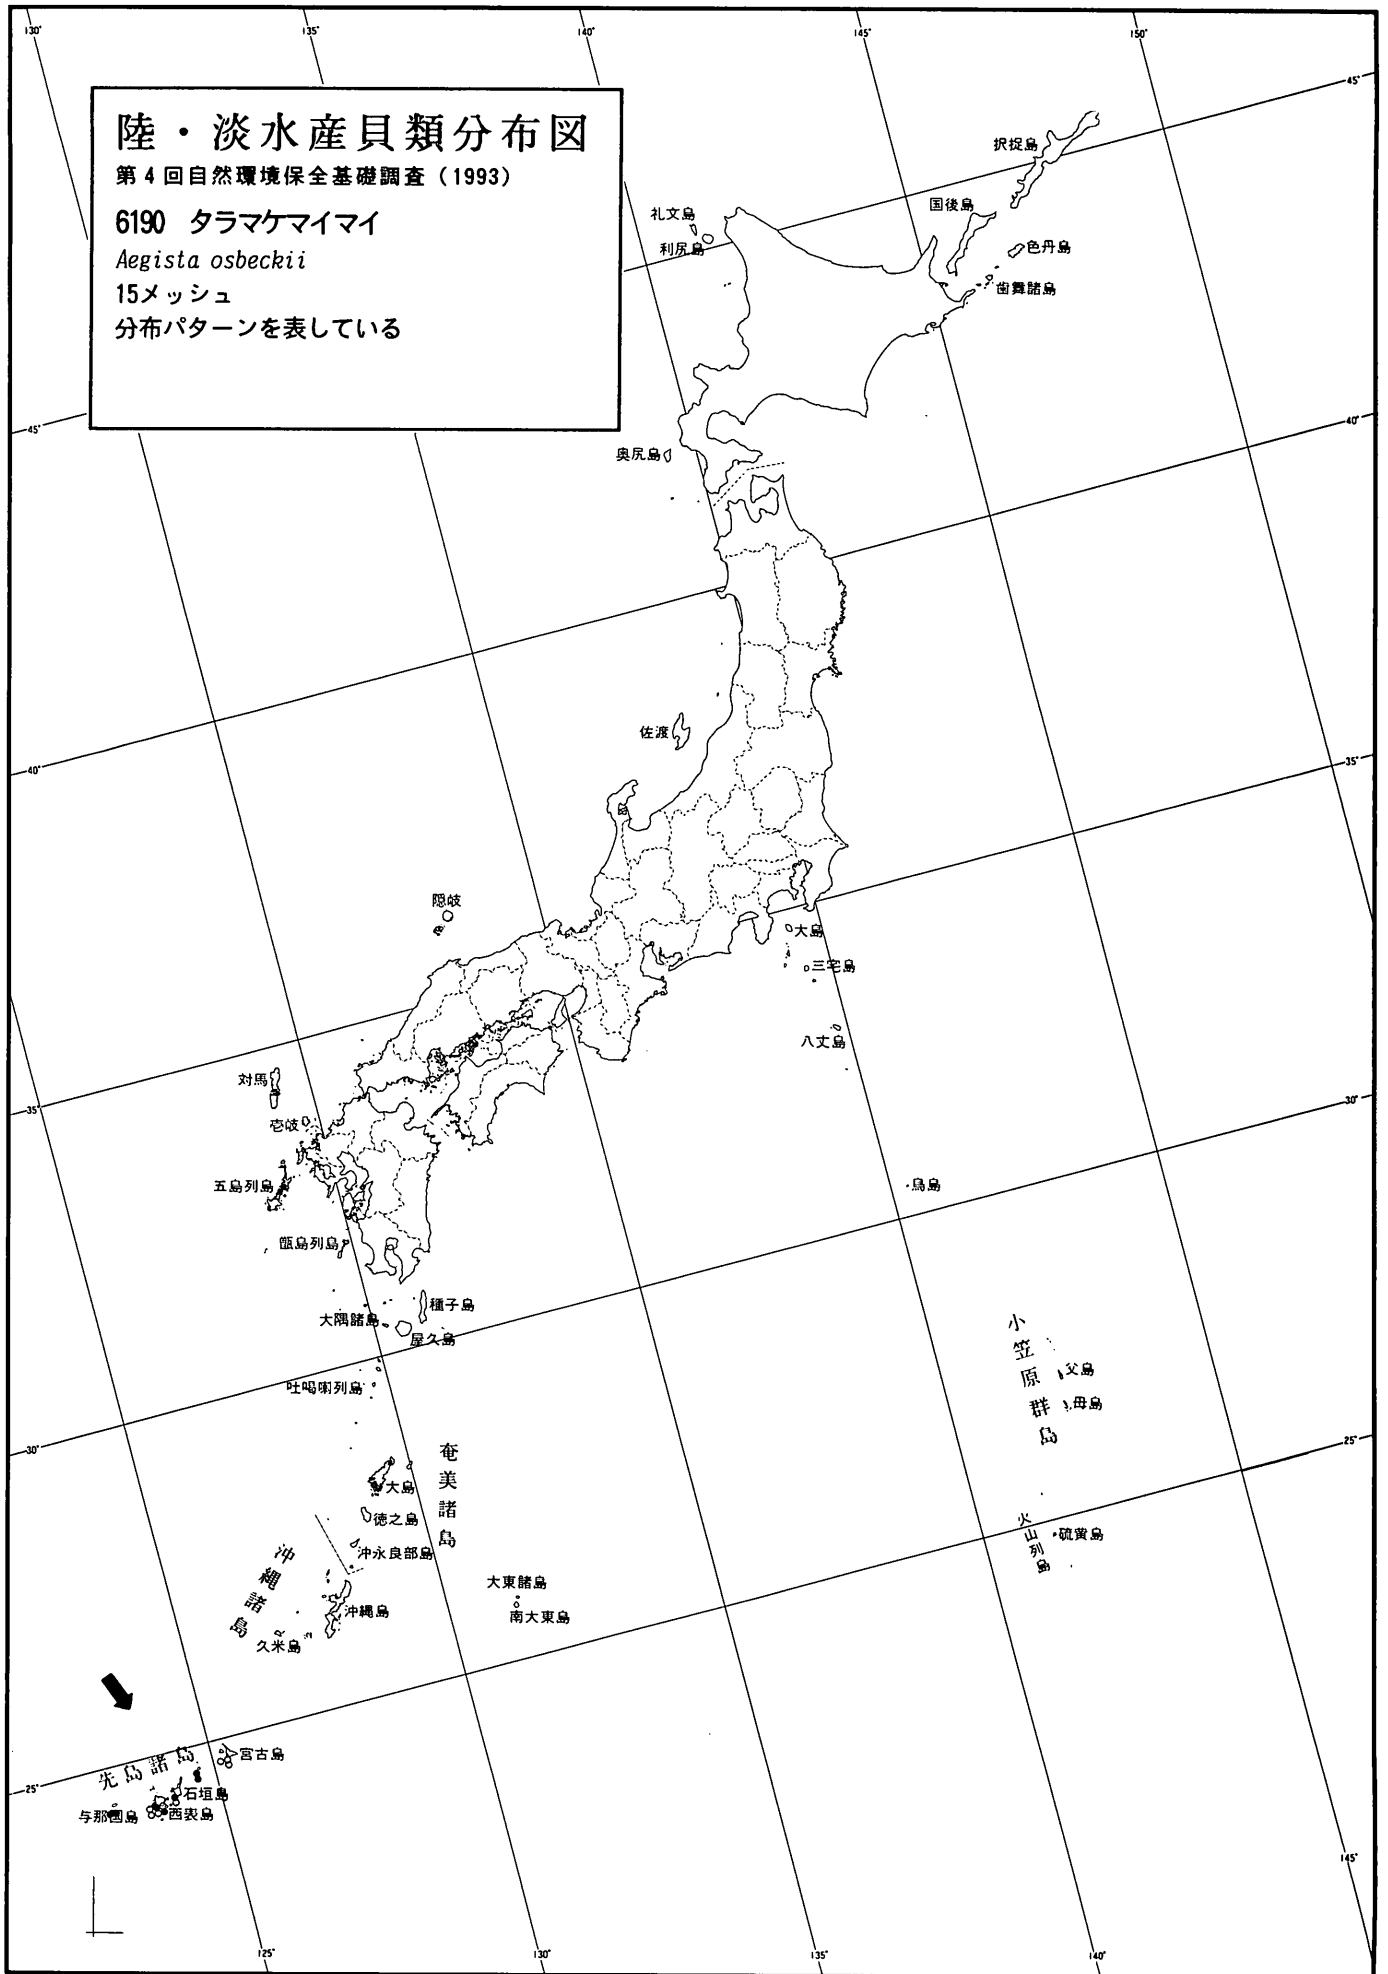 130°
135°
140°
145°
150°
陸・淡水産貝類分布図
第4回自然環境保全基礎調査（1993）
6190 タラマケマイマイ
Aegista osbeckii
15メッシュ
分布パターンを表している
45°
択捉島
国後島
礼文島
利尻島
色丹島
歯舞諸島
45°
40°
奥尻島
佐渡
40°
35°
隠岐
大島
三宅島
八丈島
対馬
35°
壱岐
30°
五島列島
鳥島
甑島列島
種子島
大隅諸島
屋久島
小笠原群島
父島
吐喝喇列島
母島
30°
25°
奄美諸島
大島
徳之島
火山列島
硫黄島
沖永良部島
沖縄諸島
大東諸島
沖縄島
南大東島
久米島
先島諸島
宮古島
25°
石垣島
与那国島
西表島
145°
125°
130°
135°
140°